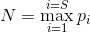 N = \max_{i=1}^{i=S} p_i